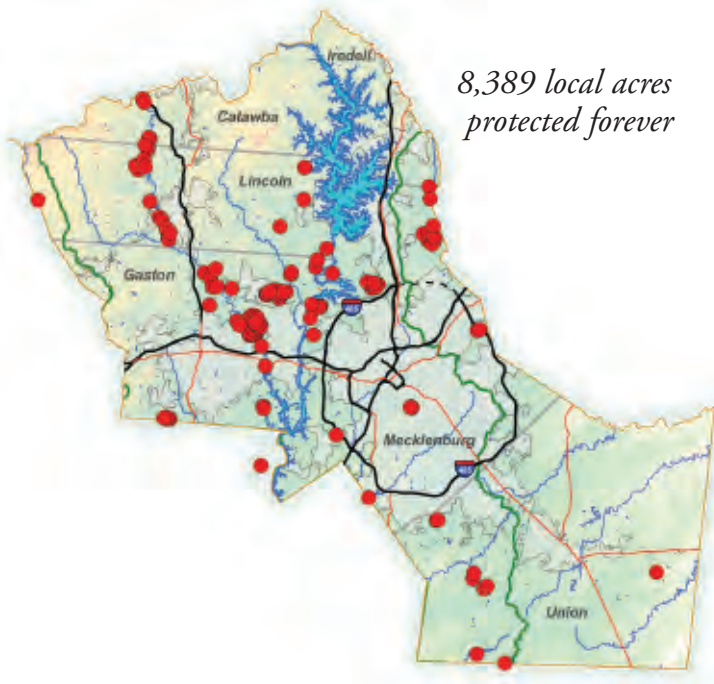 Iredell
8,389 local acres
protected forever
Catawba
Lincoln
Gaston
Mecklenburg
Union